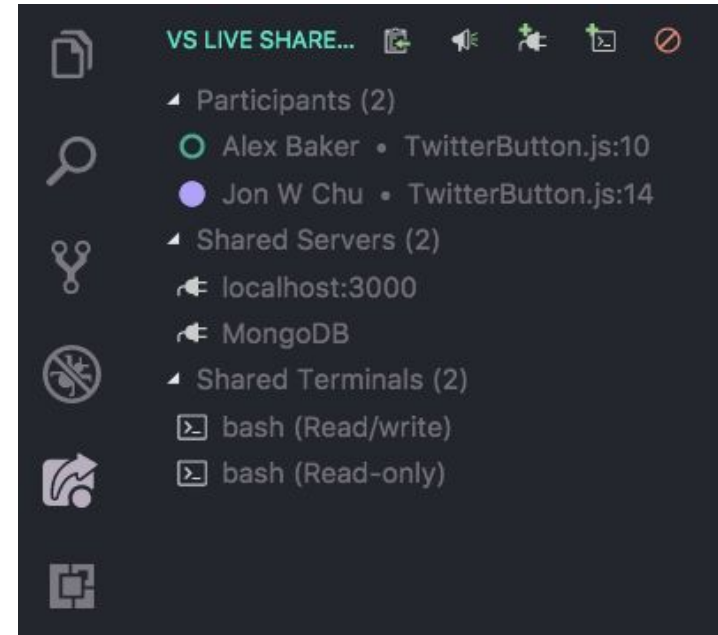 VS LIVE SHARE...
Participants (2)
Alex Baker • TwitterButton.js:10
Jon W Chu • TwitterButton.js:14
Shared Servers (2)
localhost:3000
MongoDB
Shared Terminals (2)
bash (Read/write)
bash (Read-only)